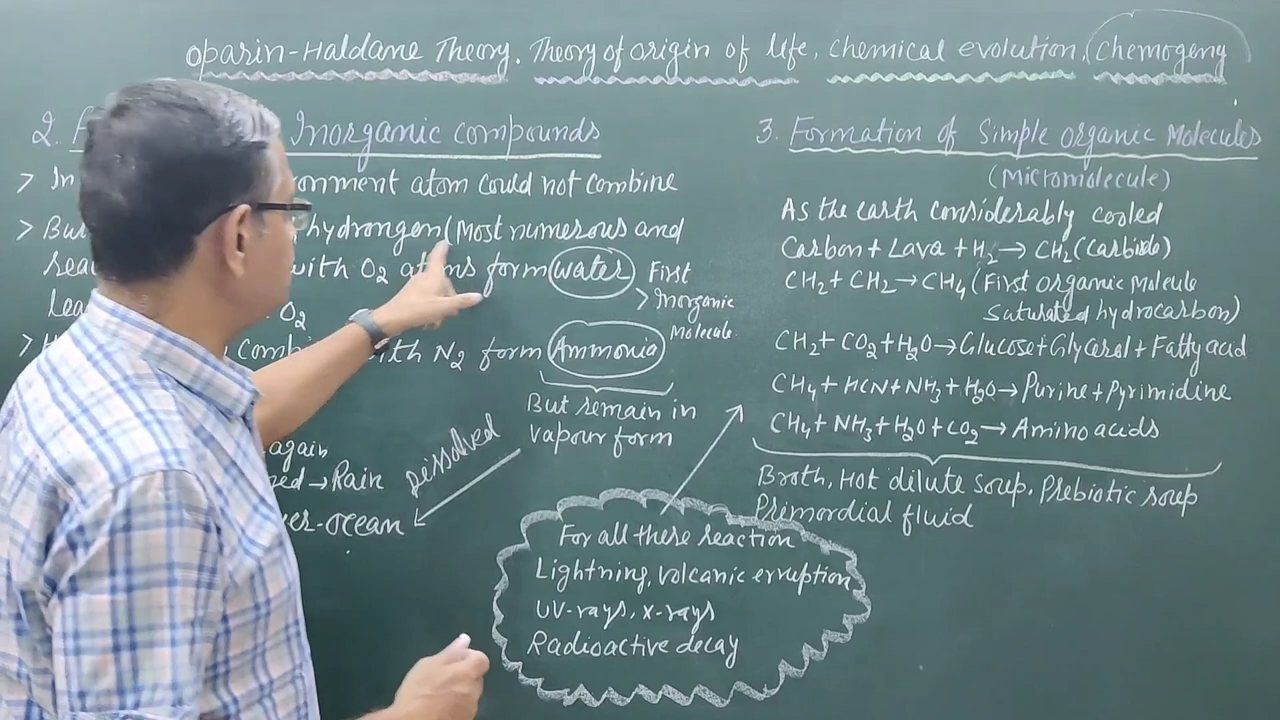 Oparin-Haldane Theory. Theory of origin of life, chemical evolution, (Chemogeny
2. Inorganic compounds
> In onment atom could not combine
> But hydrongen (Most numerous and
with O2 atoms form water
O2
First
> Inorganic
Molecule
> combine with N2 form Ammonia
But remain in
vapour form
again
→ Rain
Dissolved
ocean
3. Formation of Simple organic Molecules
(Micromolecule)
As the earth considerably cooled
Carbon + Lava + H2 → CH2 (carbide)
CH2 + CH2 → CH4 (First organic Molecule
Saturated hydrocarbon)
CH2 + CO2 + H2O → Glucose + Glycerol + Fatty acid
CH4 + HCN + NH3 + H2O → Purine + Pyrimidine
CH4 + NH3 + H2O + CO2 → Amino acids
Broth, Hot dilute soup, Prebiotic soup
Primordial fluid
For all these reaction
Lightning, volcanic erruption
UV-rays, x-rays
Radioactive decay